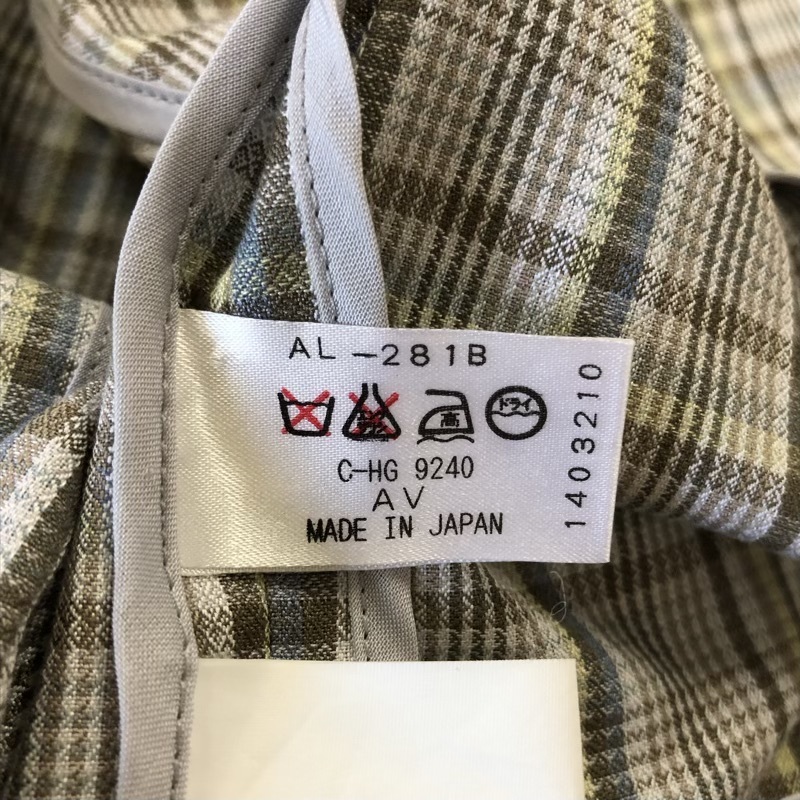 AL-281B
高
ドライ
C-HG 9240
AV
MADE IN JAPAN
1403210